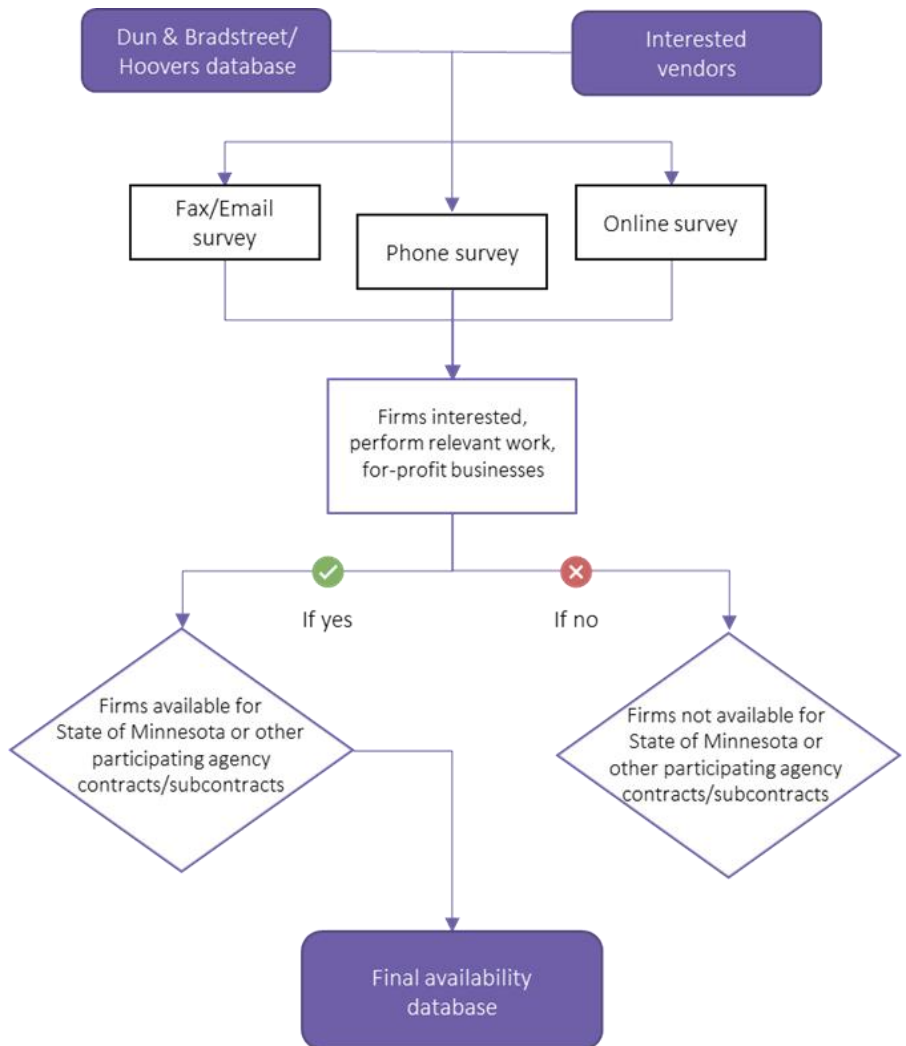 Dun & Bradstreet/
Hoovers database
Interested
vendors
Fax/Email
survey
Phone survey
Online survey
Firms interested,
perform relevant work,
for-profit businesses
If yes
If no
Firms available for
State of Minnesota or other
participating agency
contracts/subcontracts
Firms not available for
State of Minnesota or
other participating agency
contracts/subcontracts
Final availability
database